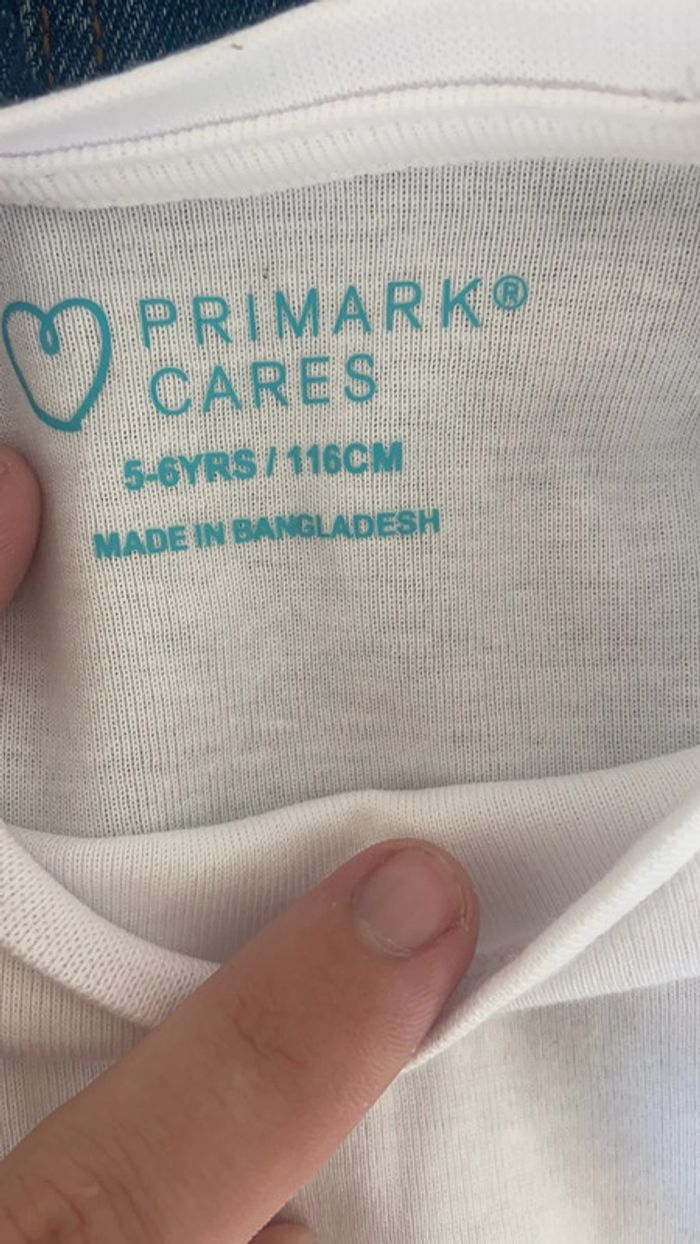 PRIMARK®
CARES
5-6YRS / 116CM
MADE IN BANGLADESH